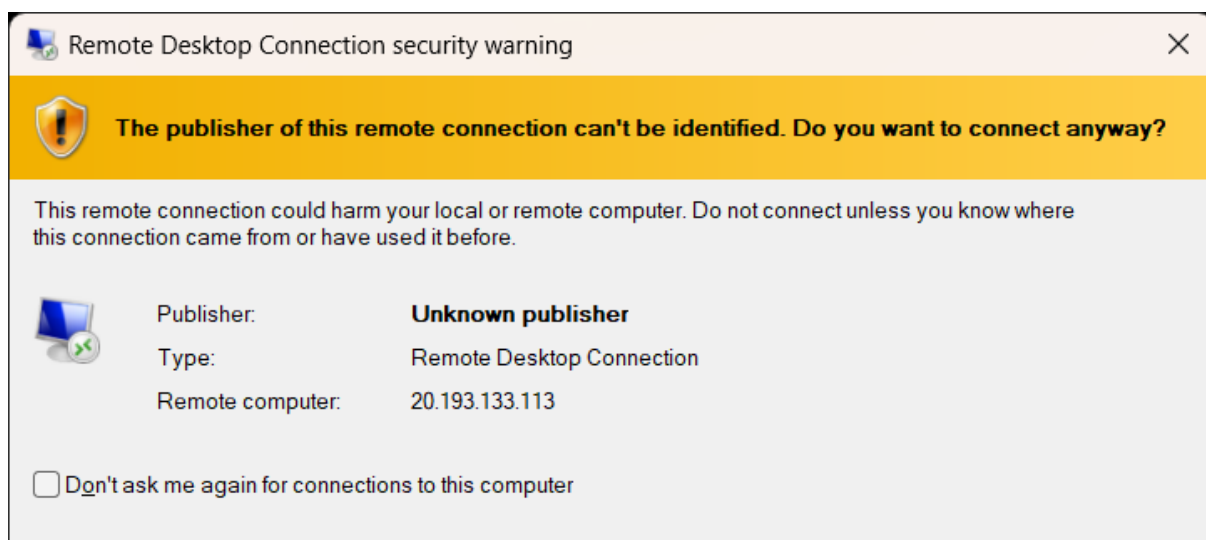 Remote Desktop Connection security warning
The publisher of this remote connection can't be identified. Do you want to connect anyway?
This remote connection could harm your local or remote computer. Do not connect unless you know where
this connection came from or have used it before.
Publisher: Unknown publisher
Type: Remote Desktop Connection
Remote computer: 20.193.133.113
Don't ask me again for connections to this computer